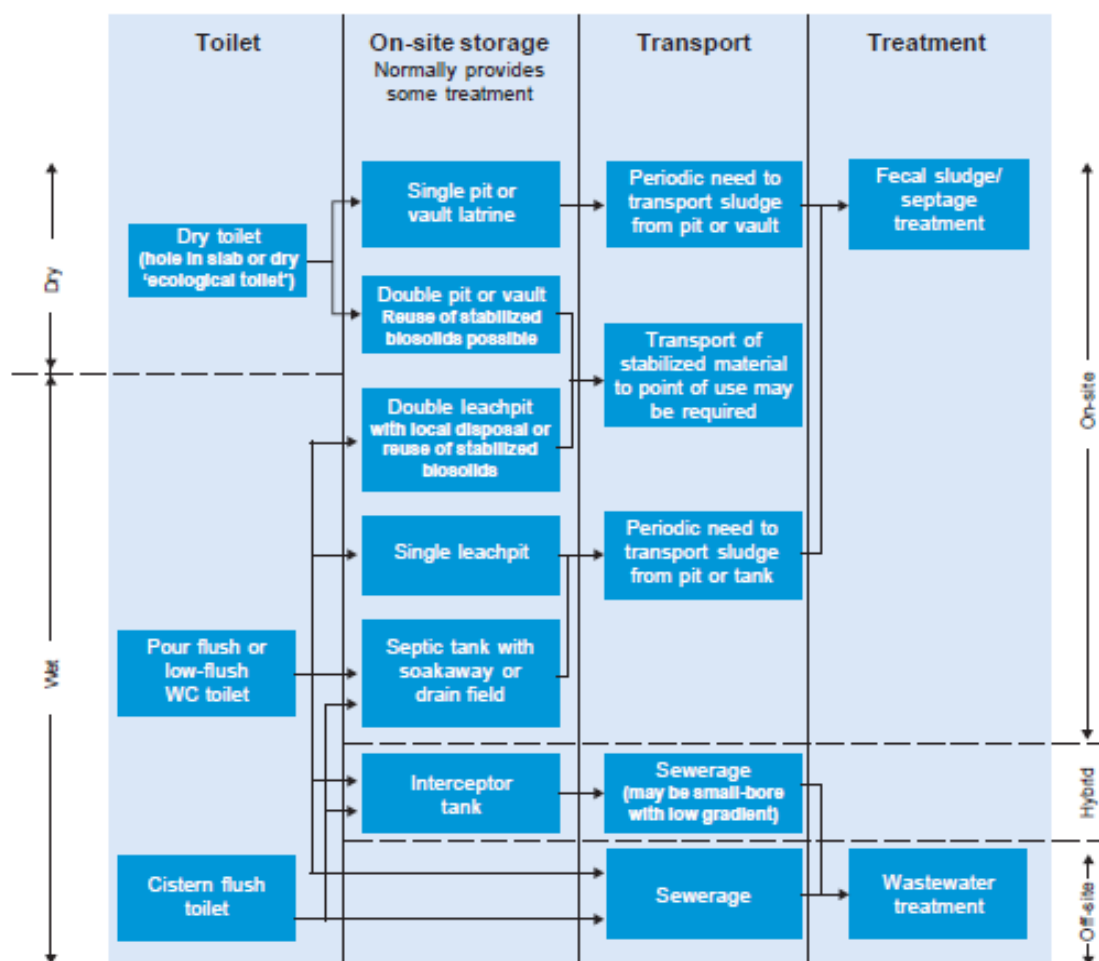 Toilet
On-site storage
Normally provides
some treatment
Transport
Treatment
Dry
Wet
Dry toilet
(hole in slab or dry
‘ecological toilet’)
Pour flush or
low-flush
WC toilet
Cistern flush
toilet
Single pit or
vault latrine
Double pit or vault
Reuse of stabilized
biosolids possible
Double leachpit
with local disposal or
reuse of stabilized
biosolids
Single leachpit
Septic tank with
soakaway or
drain field
Interceptor
tank
Periodic need to
transport sludge
from pit or vault
Transport of
stabilized material
to point of use may
be required
Periodic need to
transport sludge
from pit or tank
Sewerage
(may be small-bore
with low gradient)
Sewerage
Fecal sludge/
septage
treatment
Wastewater
treatment
On-site
Hybrid
Off-site